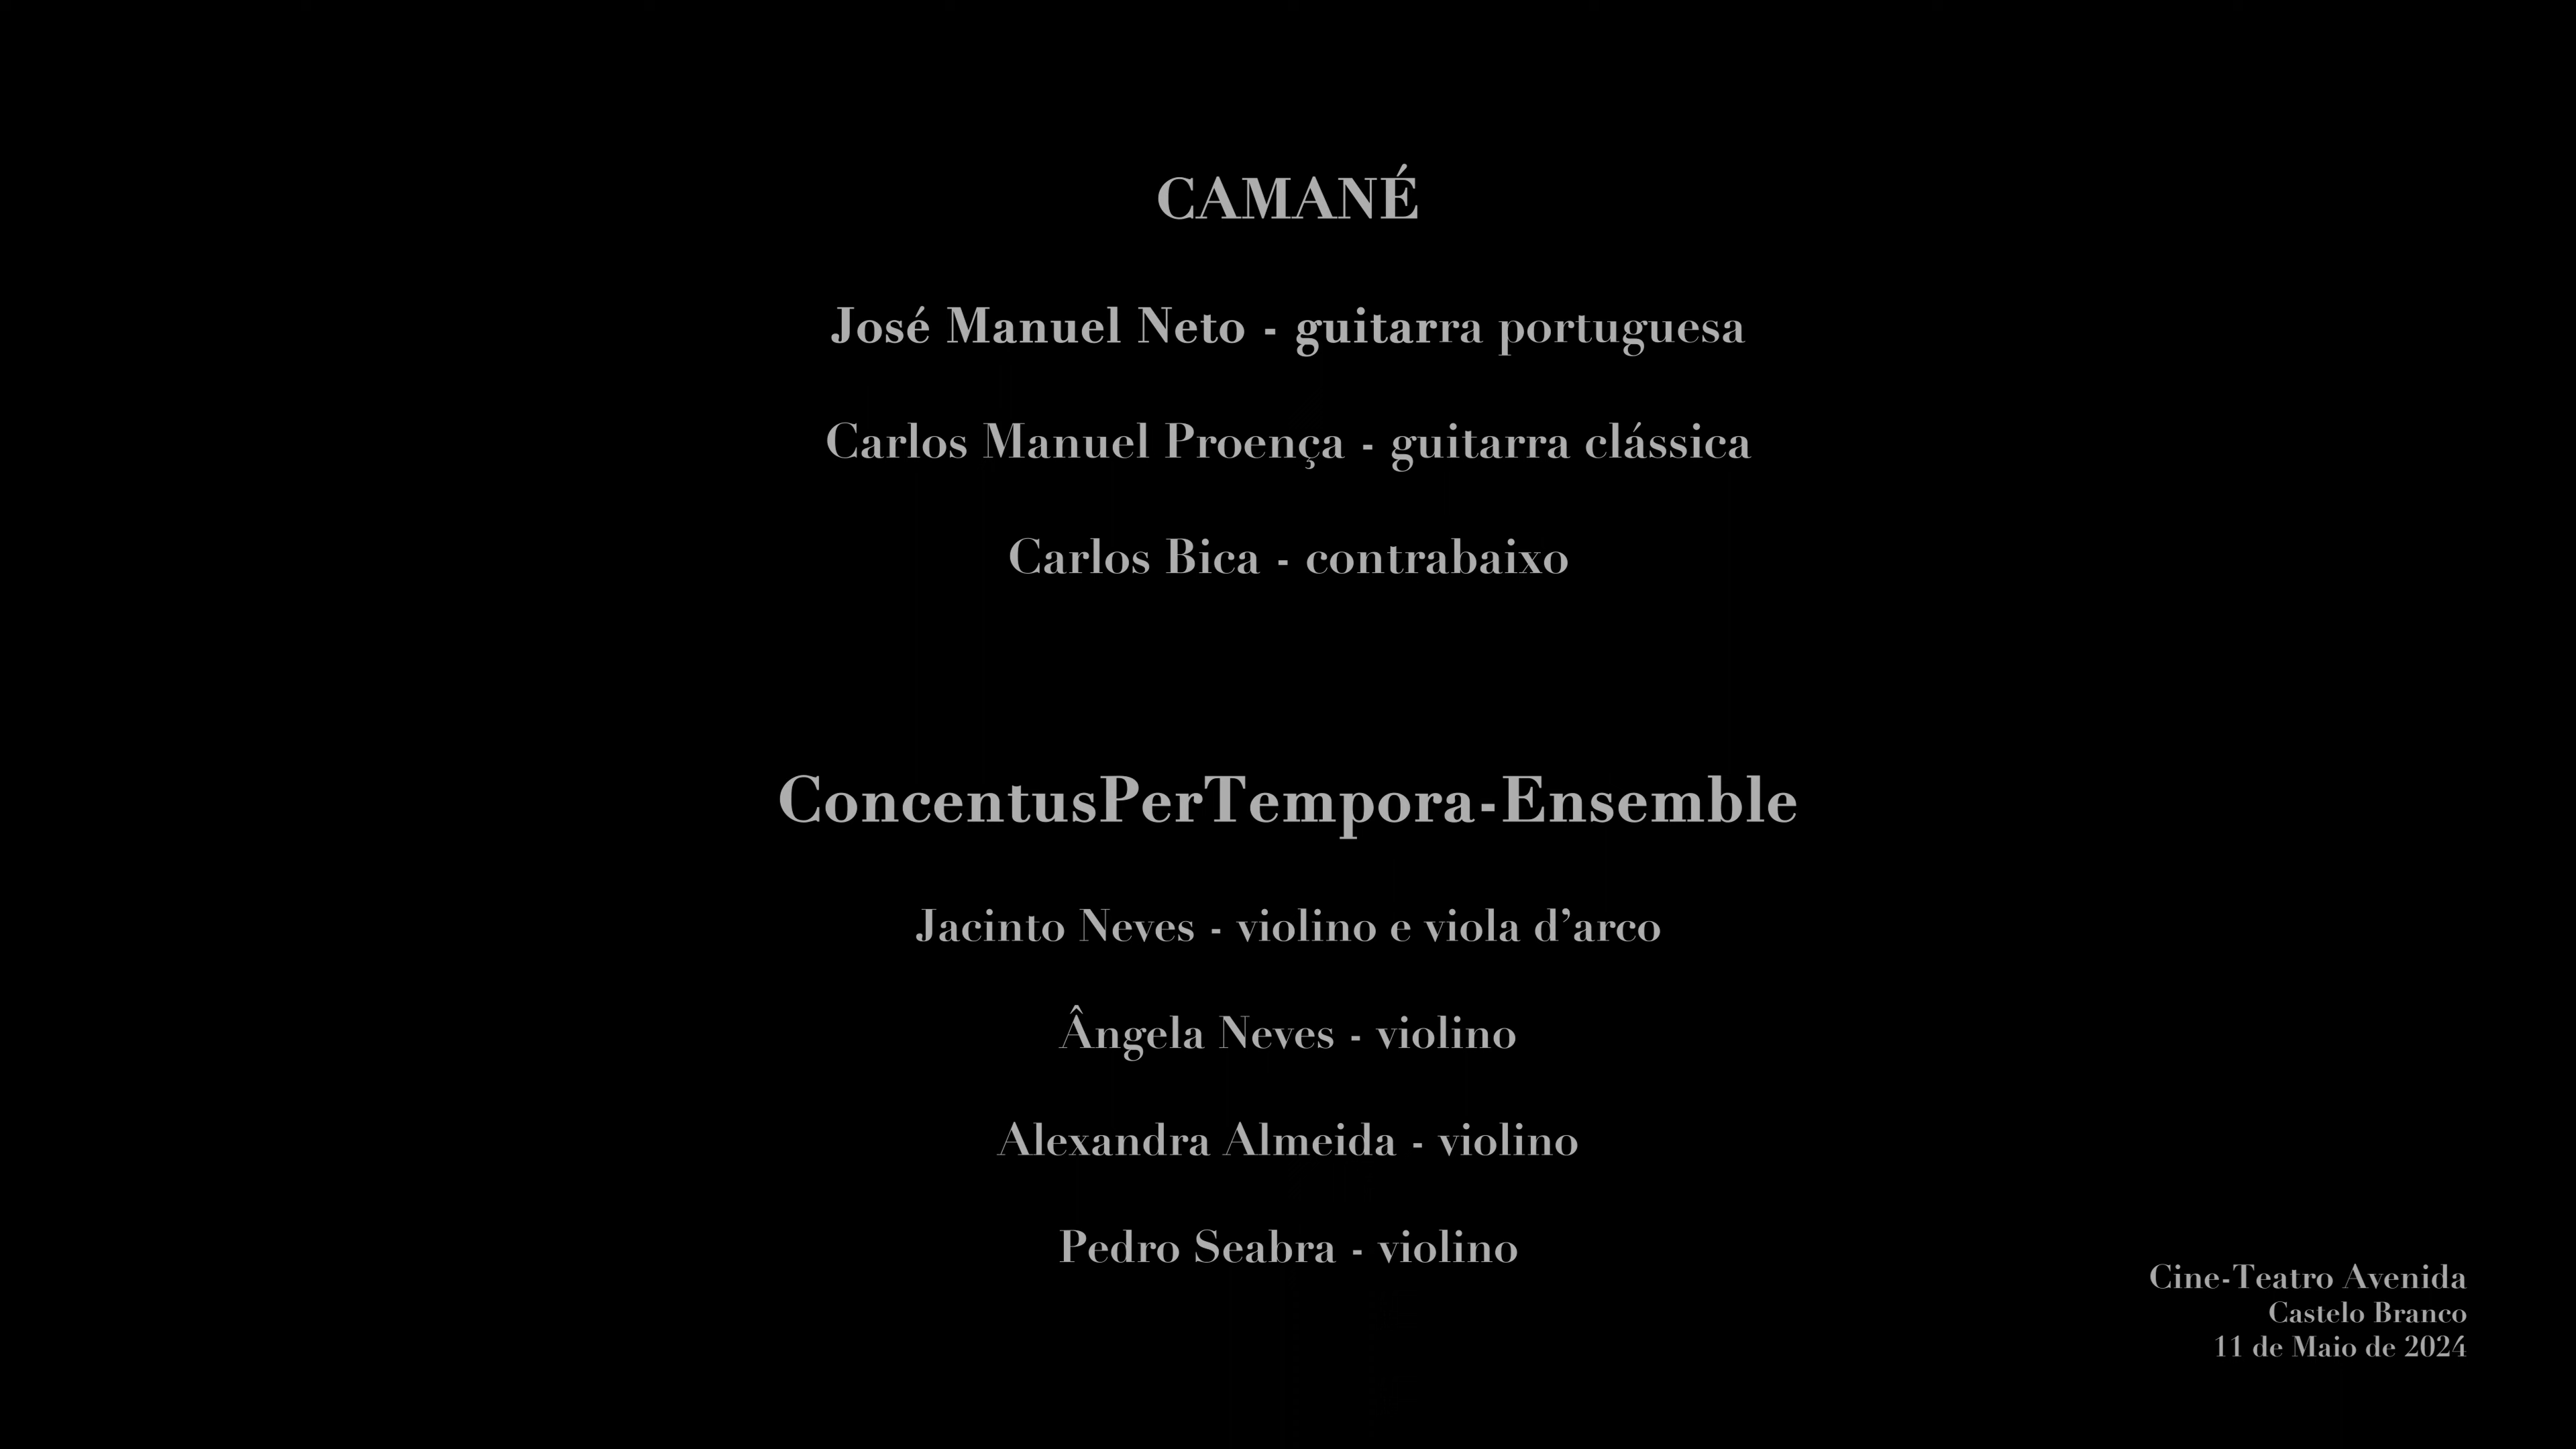 CAMANÉ
José Manuel Neto - guitarra portuguesa
Carlos Manuel Proença - guitarra clássica
Carlos Bica - contrabaixo
ConcentusPerTempora-Ensemble
Jacinto Neves - violino e viola d’arco
Ângela Neves - violino
Alexandra Almeida - violino
Pedro Seabra - violino
Cine-Teatro Avenida
Castelo Branco
11 de Maio de 2024